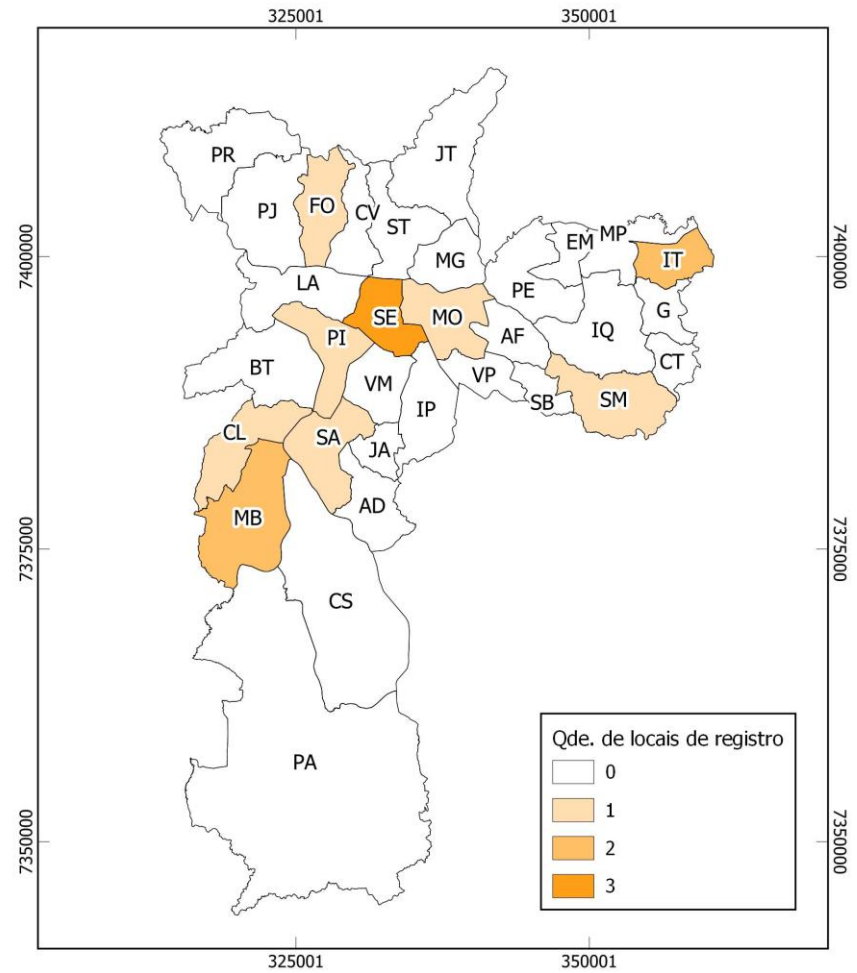 325001
350001
JT
PR
PJ
FO
CV
ST
EM
MP
7400000
7400000
MG
IT
LA
PE
G
SE
MO
IQ
AF
PI
CT
BT
VM
VP
IP
SB
SM
CL
SA
JA
AD
MB
7375000
7375000
CS
PA
Qde. de locais de registro
0
1
2
3
7350000
7350000
325001
350001